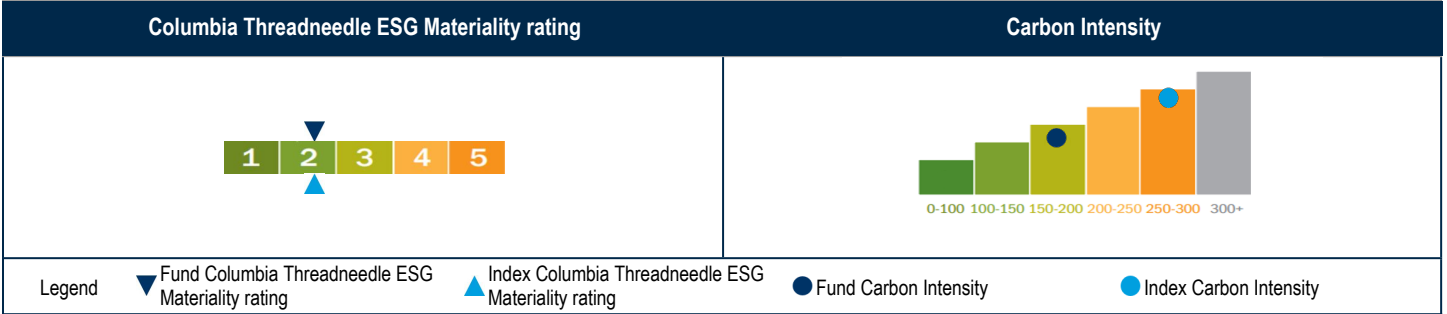 Columbia Threadneedle ESG Materiality rating
Carbon Intensity
1 2 3 4 5
0-100 100-150 150-200 200-250 250-300 300+
Legend
Fund Columbia Threadneedle ESG
Materiality rating
Index Columbia Threadneedle ESG
Materiality rating
Fund Carbon Intensity
Index Carbon Intensity